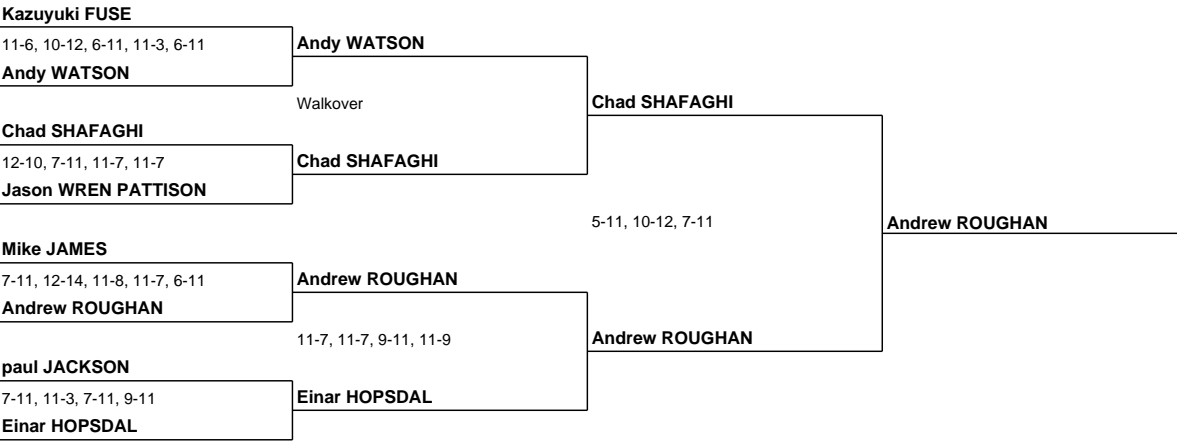 Kazuyuki FUSE
11-6, 10-12, 6-11, 11-3, 6-11
Andy WATSON
Andy WATSON
Walkover
Chad SHAFAGHI
Chad SHAFAGHI
12-10, 7-11, 11-7, 11-7
Chad SHAFAGHI
Jason WREN PATTISON
5-11, 10-12, 7-11
Andrew ROUGHAN
Mike JAMES
7-11, 12-14, 11-8, 11-7, 6-11
Andrew ROUGHAN
Andrew ROUGHAN
11-7, 11-7, 9-11, 11-9
Andrew ROUGHAN
paul JACKSON
7-11, 11-3, 7-11, 9-11
Einar HOPSDAL
Einar HOPSDAL